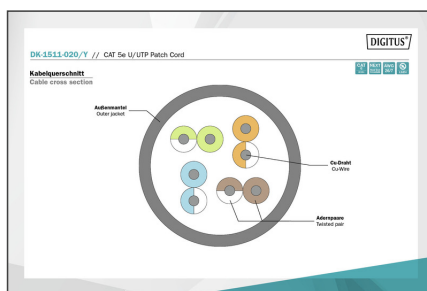 DIGITUS®
DK-1511-020/Y // CAT 5e U/UTP Patch Cord
Kabelquerschnitt
Cable cross section
Außenmantel
Outer jacket
Cu-Draht
Cu-Wire
Aderpaare
Twisted pair